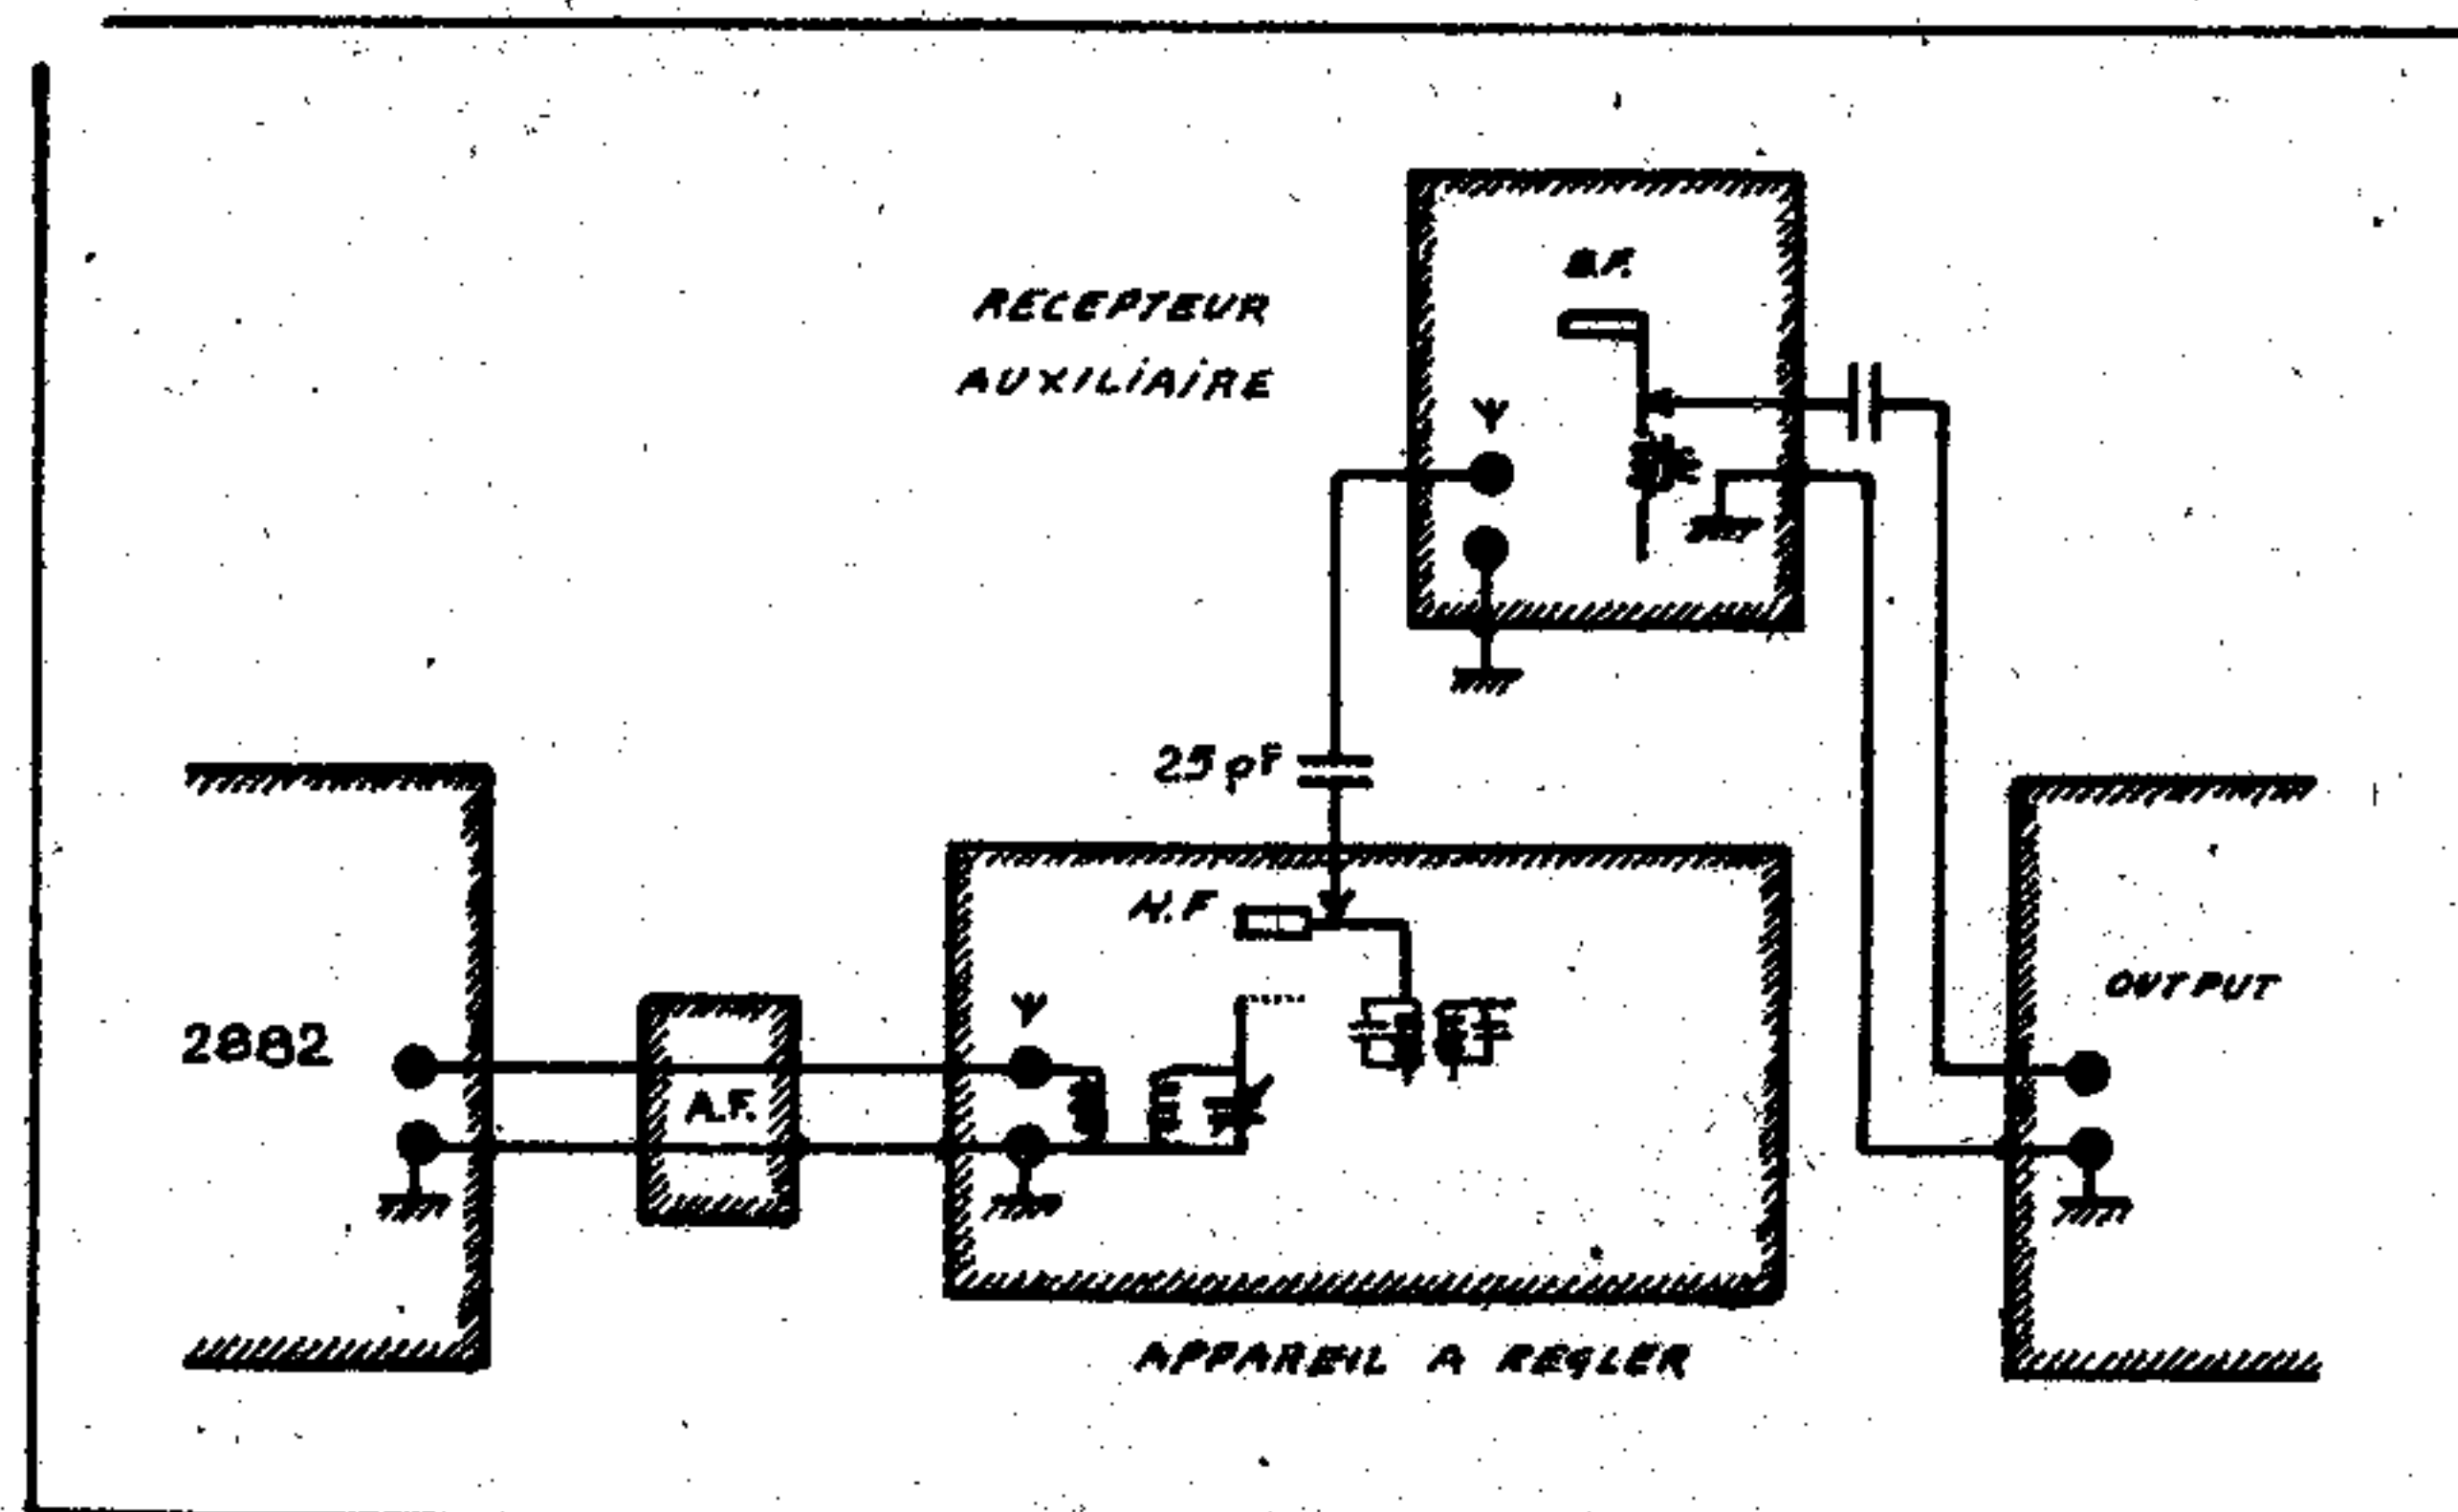 RECEPTEUR
AUXILIAIRE
25 pF
2882
A.F.
OUTPUT
APPAREIL A REGLER